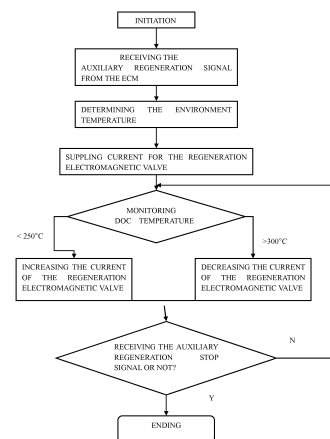 INITIATION
RECEIVING THE
AUXILIARY REGENERATION SIGNAL
FROM THE ECM
DETERMINING THE ENVIRONMENT
TEMPERATURE
SUPPLING CURRENT FOR THE REGENERATION
ELECTROMAGNETIC VALVE
MONITORING
DOC TEMPERATURE
< 250°C
>300°C
INCREASING THE CURRENT
OF THE REGENERATION
ELECTROMAGNETIC VALVE
DECREASING THE CURRENT
OF THE REGENERATION
ELECTROMAGNETIC VALVE
RECEIVING THE AUXILIARY
REGENERATION STOP
SIGNAL OR NOT?
N
Y
ENDING